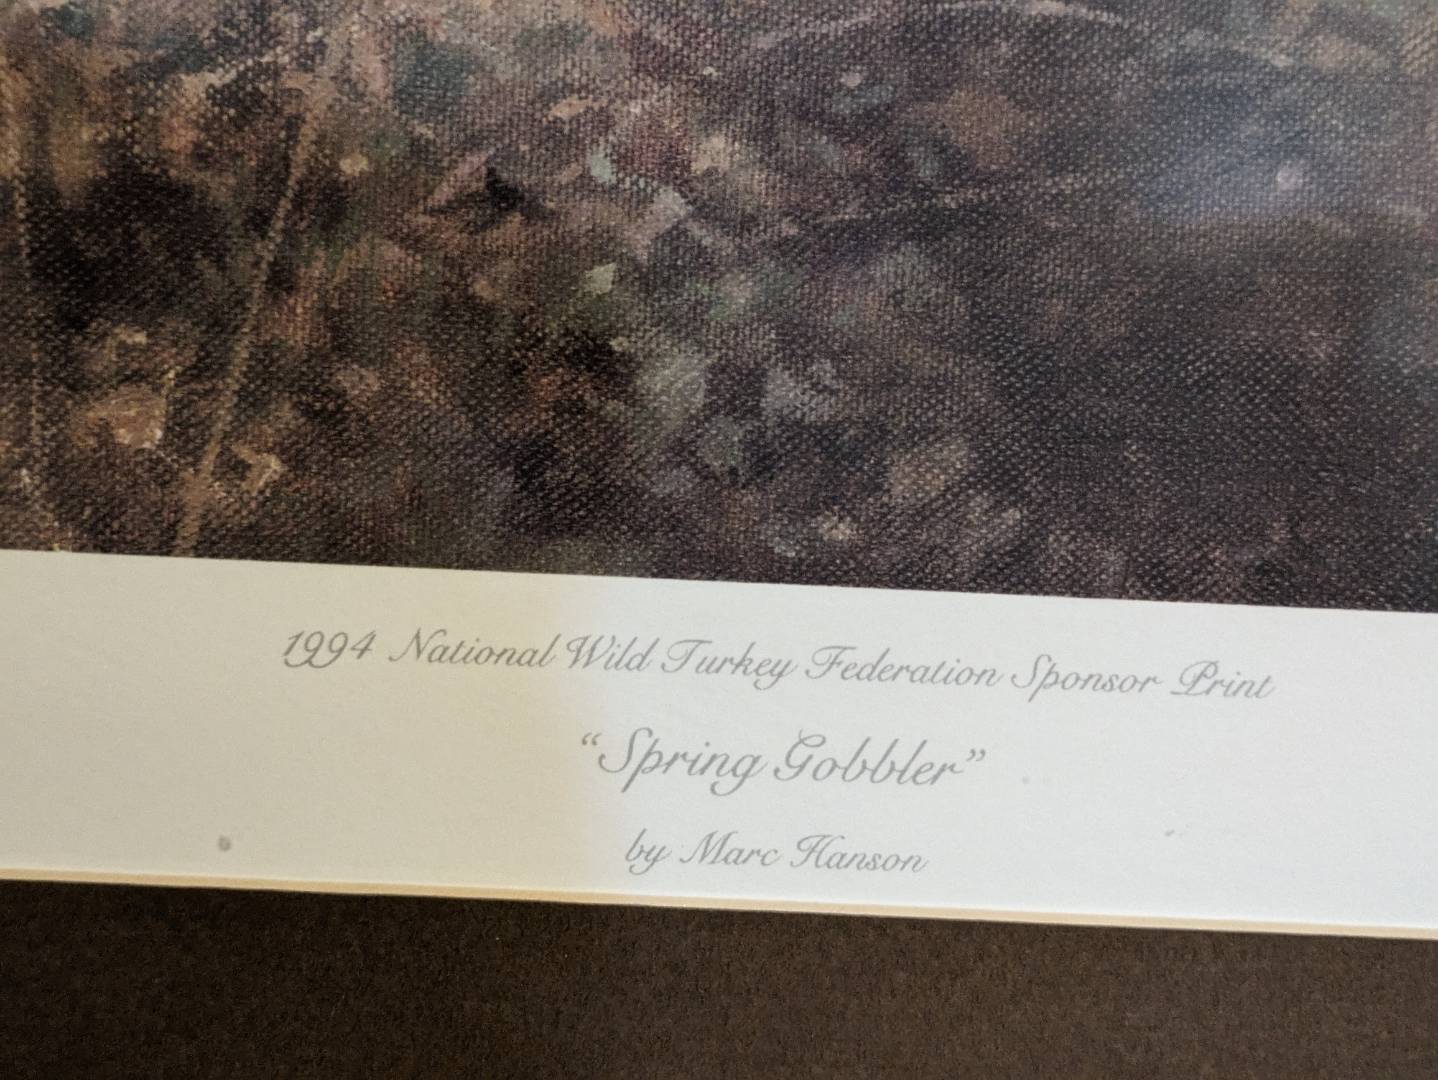 1994 National Wild Turkey Federation Sponsor Print
“Spring Gobbler”
by Marc Hanson